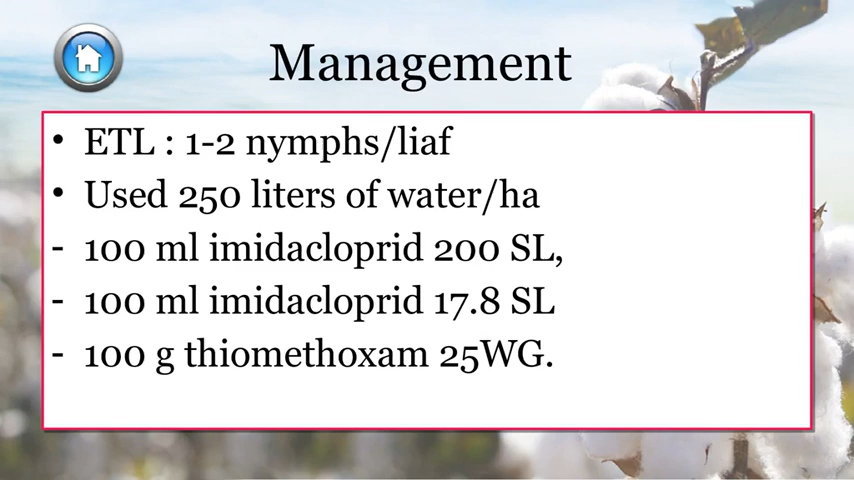 Management
• ETL : 1-2 nymphs/liaf
• Used 250 liters of water/ha
- 100 ml imidacloprid 200 SL,
- 100 ml imidacloprid 17.8 SL
- 100 g thiomethoxam 25WG.